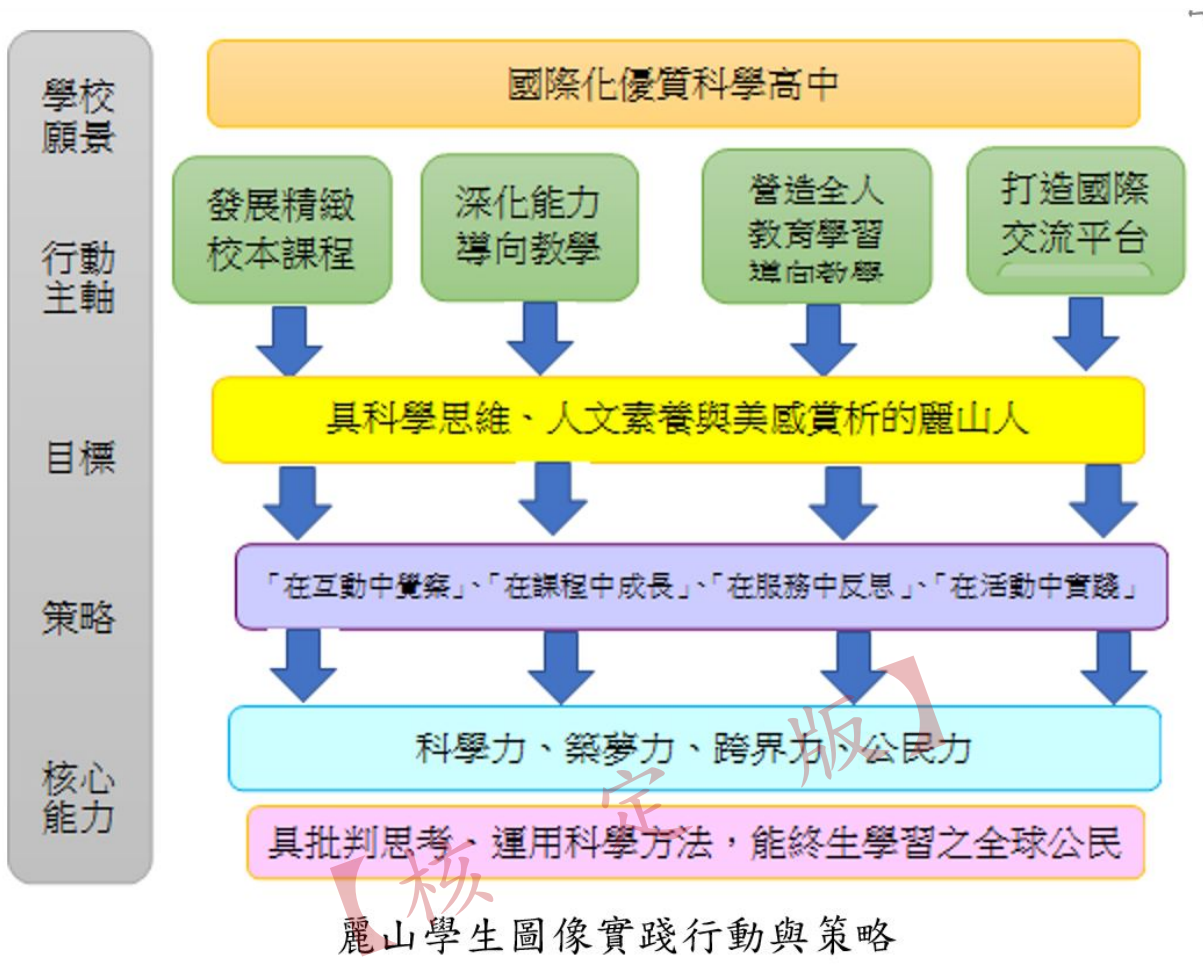 學校
願景
國際化優質科學高中
行動
主軸
發展精緻
校本課程
深化能力
導向教學
營造全人
教育學習
導向教學
打造國際
交流平台
目標
具科學思維、人文素養與美感賞析的麗山人
策略
「在互動中覺察」、「在課程中成長」、「在服務中反思」、「在活動中實踐」
核心
能力
科學力、築夢力、跨界力、公民力
具批判思考、運用科學方法，能終生學習之全球公民
【核定版】
麗山學生圖像實踐行動與策略